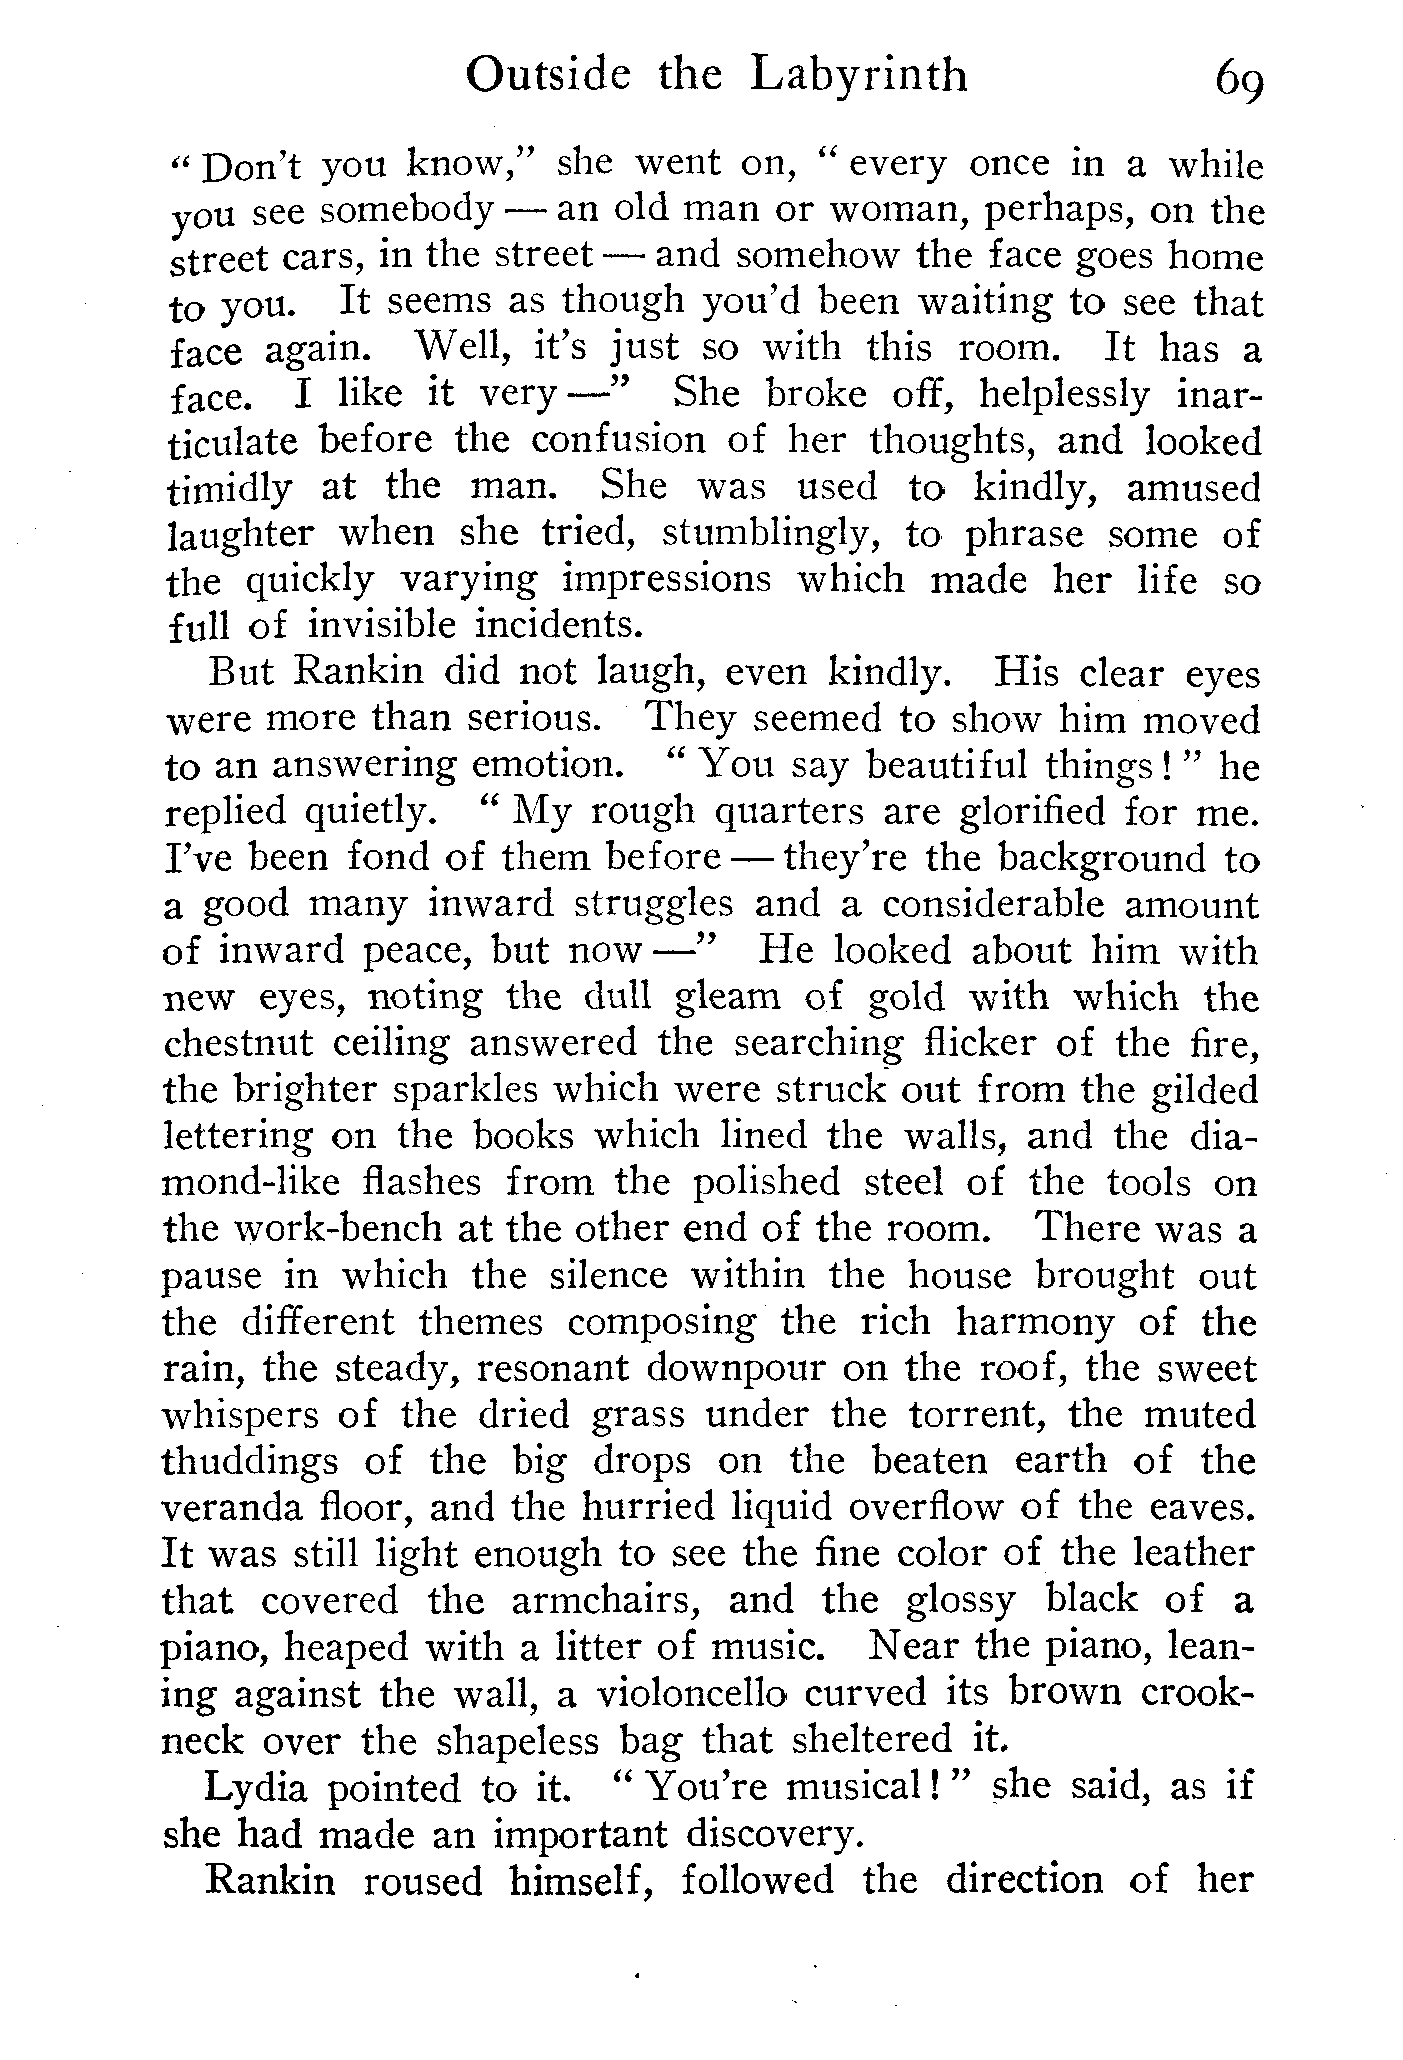 Outside the Labyrinth 69
“ Don’t you know,” she went on, “ every once in a while
you see somebody — an old man or woman, perhaps, on the
street cars, in the street — and somehow the face goes home
to you. It seems as though you’d been waiting to see that
face again. Well, it’s just so with this room. It has a
face. I like it very —” She broke off, helplessly inar-
ticulate before the confusion of her thoughts, and looked
timidly at the man. She was used to kindly, amused
laughter when she tried, stumblingly, to phrase some of
the quickly varying impressions which made her life so
full of invisible incidents.
But Rankin did not laugh, even kindly. His clear eyes
were more than serious. They seemed to show him moved
to an answering emotion. “ You say beautiful things ! ” he
replied quietly. “ My rough quarters are glorified for me.
I’ve been fond of them before — they’re the background to
a good many inward struggles and a considerable amount
of inward peace, but now —” He looked about him with
new eyes, noting the dull gleam of gold with which the
chestnut ceiling answered the searching flicker of the fire,
the brighter sparkles which were struck out from the gilded
lettering on the books which lined the walls, and the dia-
mond-like flashes from the polished steel of the tools on
the work-bench at the other end of the room. There was a
pause in which the silence within the house brought out
the different themes composing the rich harmony of the
rain, the steady, resonant downpour on the roof, the sweet
whispers of the dried grass under the torrent, the muted
thuddings of the big drops on the beaten earth of the
veranda floor, and the hurried liquid overflow of the eaves.
It was still light enough to see the fine color of the leather
that covered the armchairs, and the glossy black of a
piano, heaped with a litter of music. Near the piano, lean-
ing against the wall, a violoncello curved its brown crook-
neck over the shapeless bag that sheltered it.
Lydia pointed to it. “ You’re musical ! ” she said, as if
she had made an important discovery.
Rankin roused himself, followed the direction of her